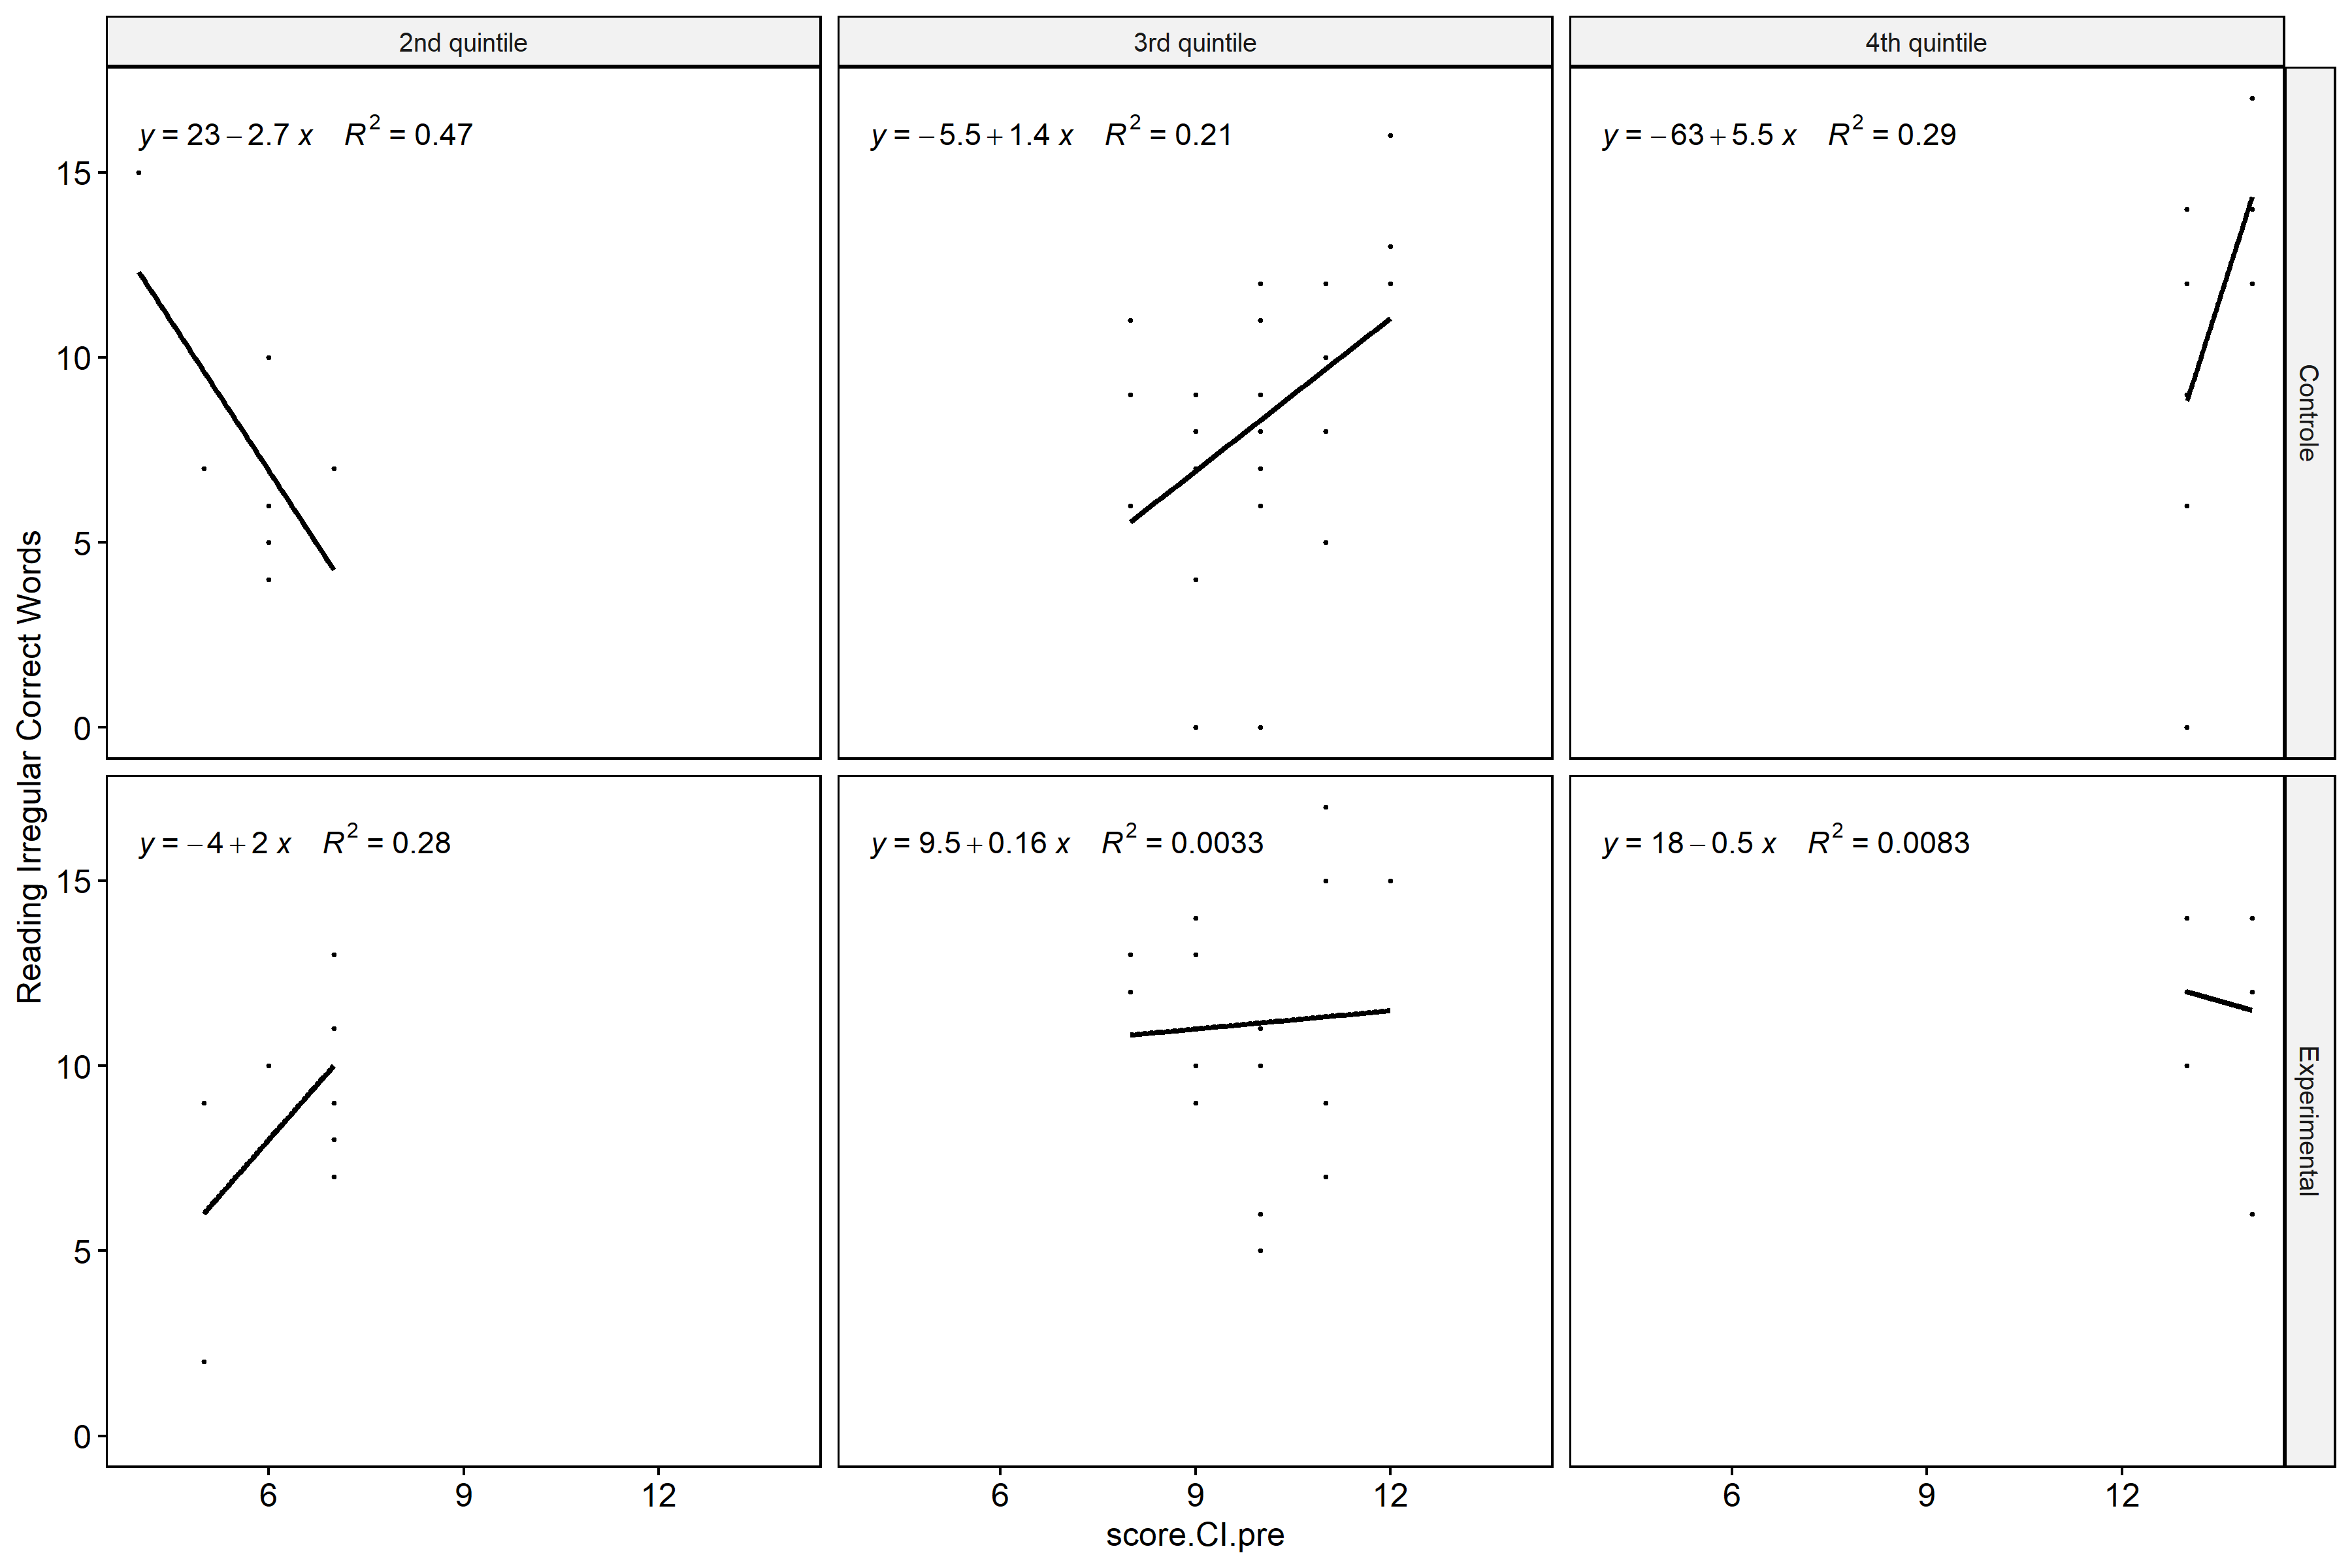 2nd quintile
3rd quintile
4th quintile
y = 23 − 2.7 x R² = 0.47
y = −5.5 + 1.4 x R² = 0.21
y = −63 + 5.5 x R² = 0.29
15
10
5
0
Controle
Reading Irregular Correct Words
y = −4 + 2 x R² = 0.28
y = 9.5 + 0.16 x R² = 0.0033
y = 18 − 0.5 x R² = 0.0083
15
10
5
0
Experimental
6 9 12
6 9 12
6 9 12
score.CI.pre